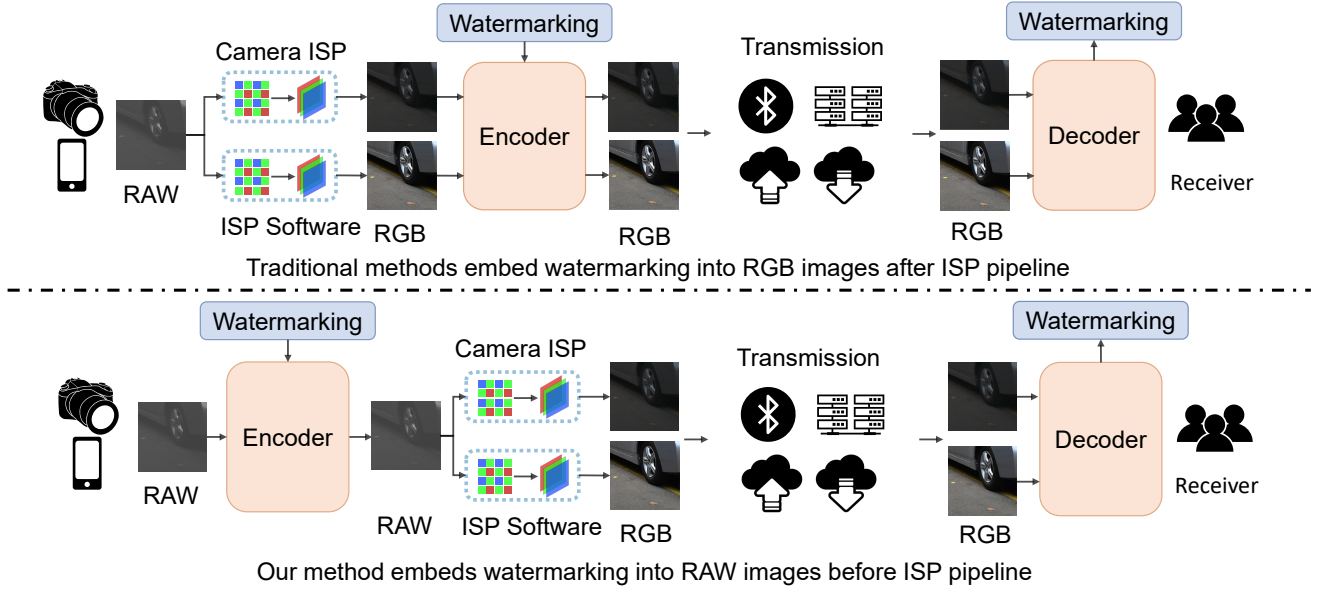 Watermarking
Watermarking
Camera ISP
Transmission
Encoder
Decoder
RAW
Receiver
ISP Software
RGB
RGB
RGB
Traditional methods embed watermarking into RGB images after ISP pipeline
Watermarking
Watermarking
Camera ISP
Transmission
Encoder
Decoder
RAW
RAW
ISP Software
RGB
Receiver
RGB
Our method embeds watermarking into RAW images before ISP pipeline